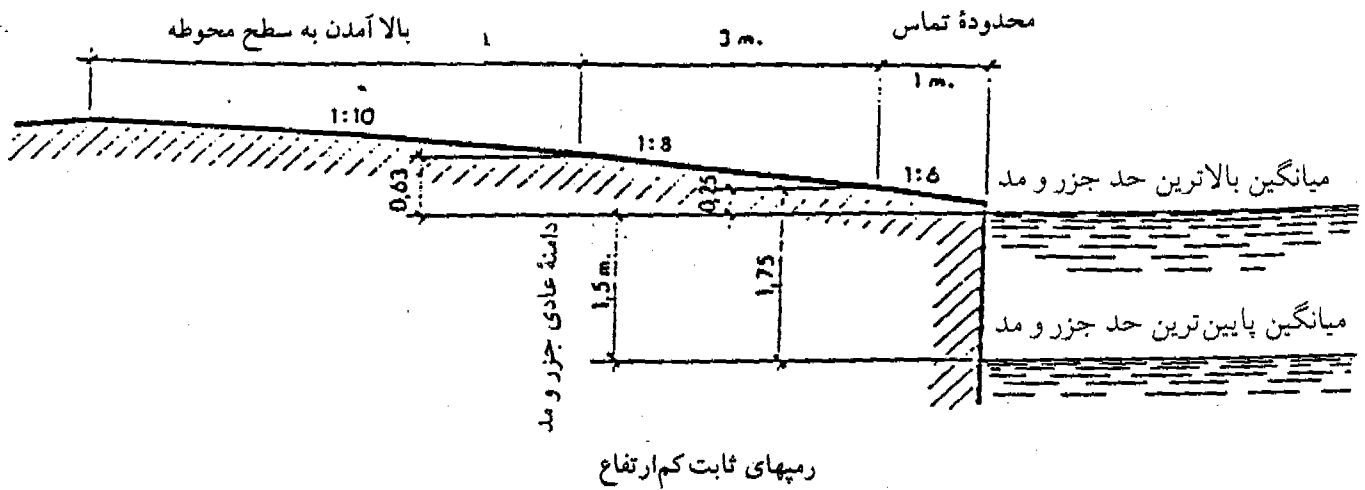 محدودهٔ تماس
3 m.
بالا آمدن به سطح محوطه
1 m.
1:10
1:8
1:6
میانگین بالاترین حد جزر و مد
0,63
0,25
دامنهٔ عادی جزر و مد
1,5 m.
1,75
میانگین پایین‌ترین حد جزر و مد
رمپهای ثابت کم‌ارتفاع